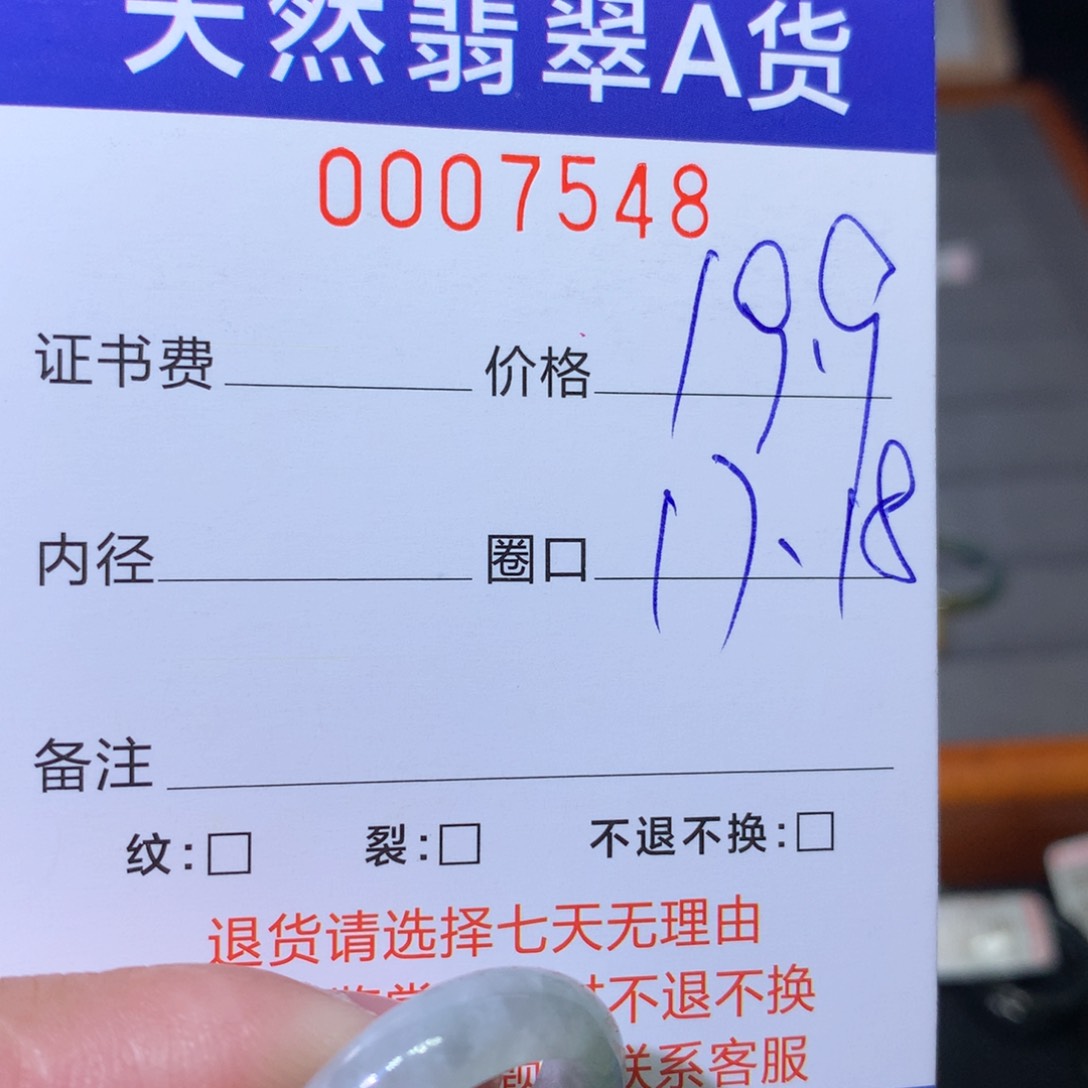 天然翡翠A货
0007548
证书费 价格 19.9
内径 圈口 17、18
备注
纹:□ 裂:□ 不退不换:□
退货请选择七天无理由
不退不换
联系客服